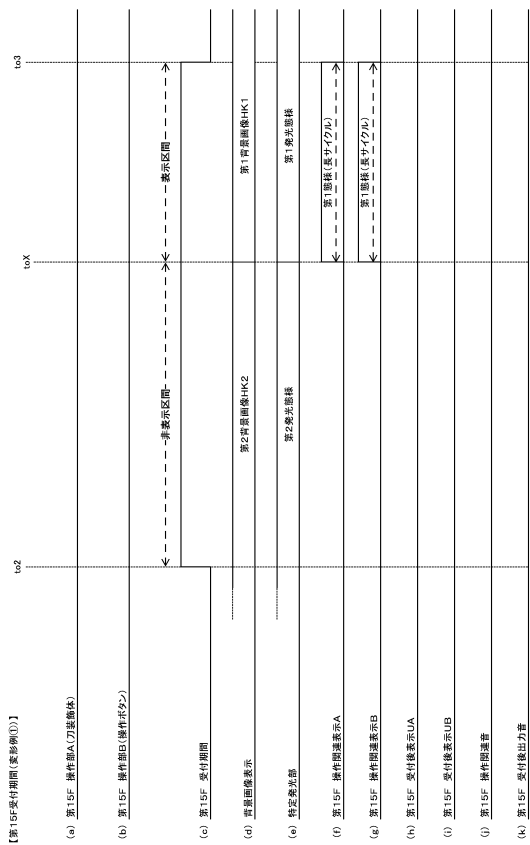 【第15F受付期間(変形例①)】
to2
toX
to3
(a) 第15F 操作部A(刀装飾体)
(b) 第15F 操作部B(操作ボタン)
非表示区間
表示区間
(c) 第15F 受付期間
(d) 背景画像表示
第2背景画像HK2
第1背景画像HK1
(e) 特定発光部
第2発光態様
第1発光態様
(f) 第15F 操作関連表示A
第1態様(長サイクル)
(g) 第15F 操作関連表示B
第1態様(長サイクル)
(h) 第15F 受付後表示UA
(i) 第15F 受付後表示UB
(j) 第15F 操作関連音
(k) 第15F 受付後出力音